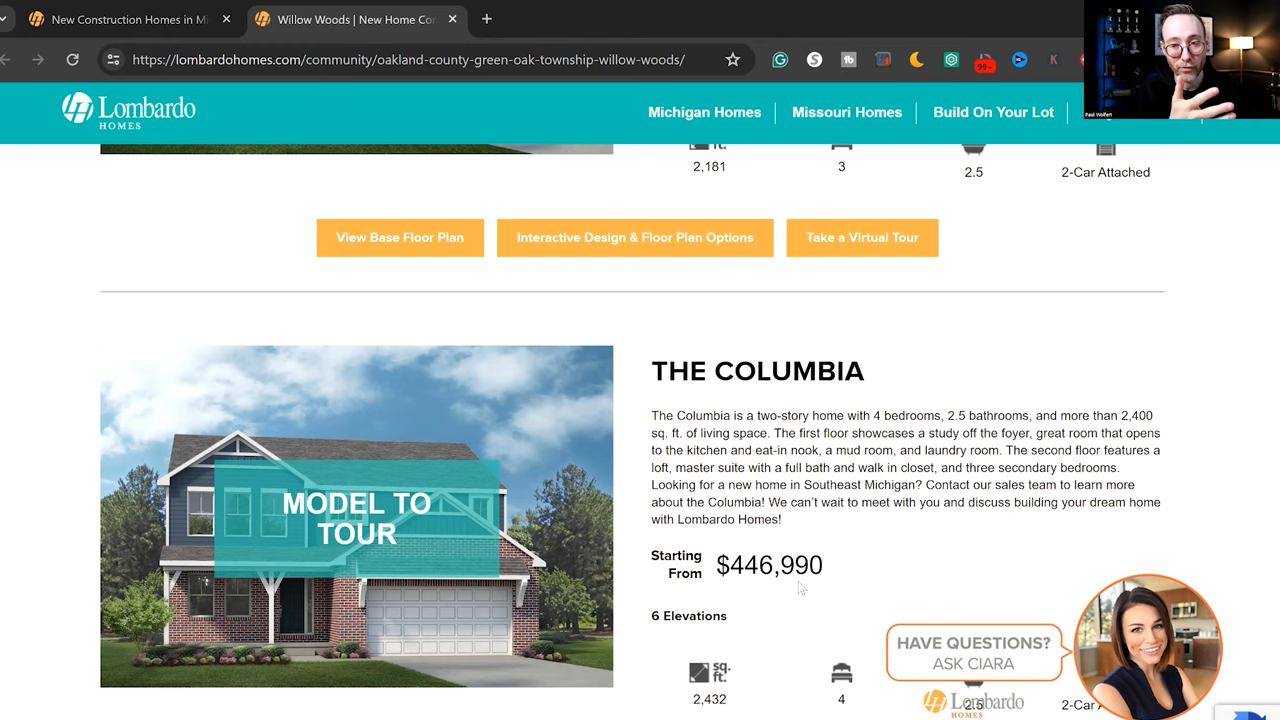 New Construction Homes in Mi
Willow Woods | New Home Con
https://lombardohomes.com/community/oakland-county-greater-oak-township-willow-woods/
99+
Paul Wolfert
Lombardo
HOMES
Michigan Homes
Missouri Homes
Build On Your Lot
2,181
3
2.5
2-Car Attached
View Base Floor Plan
Interactive Design & Floor Plan Options
Take a Virtual Tour
MODEL TO
TOUR
THE COLUMBIA
The Columbia is a two-story home with 4 bedrooms, 2.5 bathrooms, and more than 2,400
sq. ft. of living space. The first floor showcases a study off the foyer, great room that opens
to the kitchen and eat-in nook, a mud room, and laundry room. The second floor features a
loft, master suite with a full bath and walk in closet, and three secondary bedrooms.
Looking for a new home in Southeast Michigan? Contact our sales team to learn more
about the Columbia! We can't wait to meet with you and discuss building your dream home
with Lombardo Homes!
Starting
From
$446,990
6 Elevations
HAVE QUESTIONS?
ASK CIARA
sq.
ft.
2,432
4
2.5
2-Car
Lombardo
HOMES